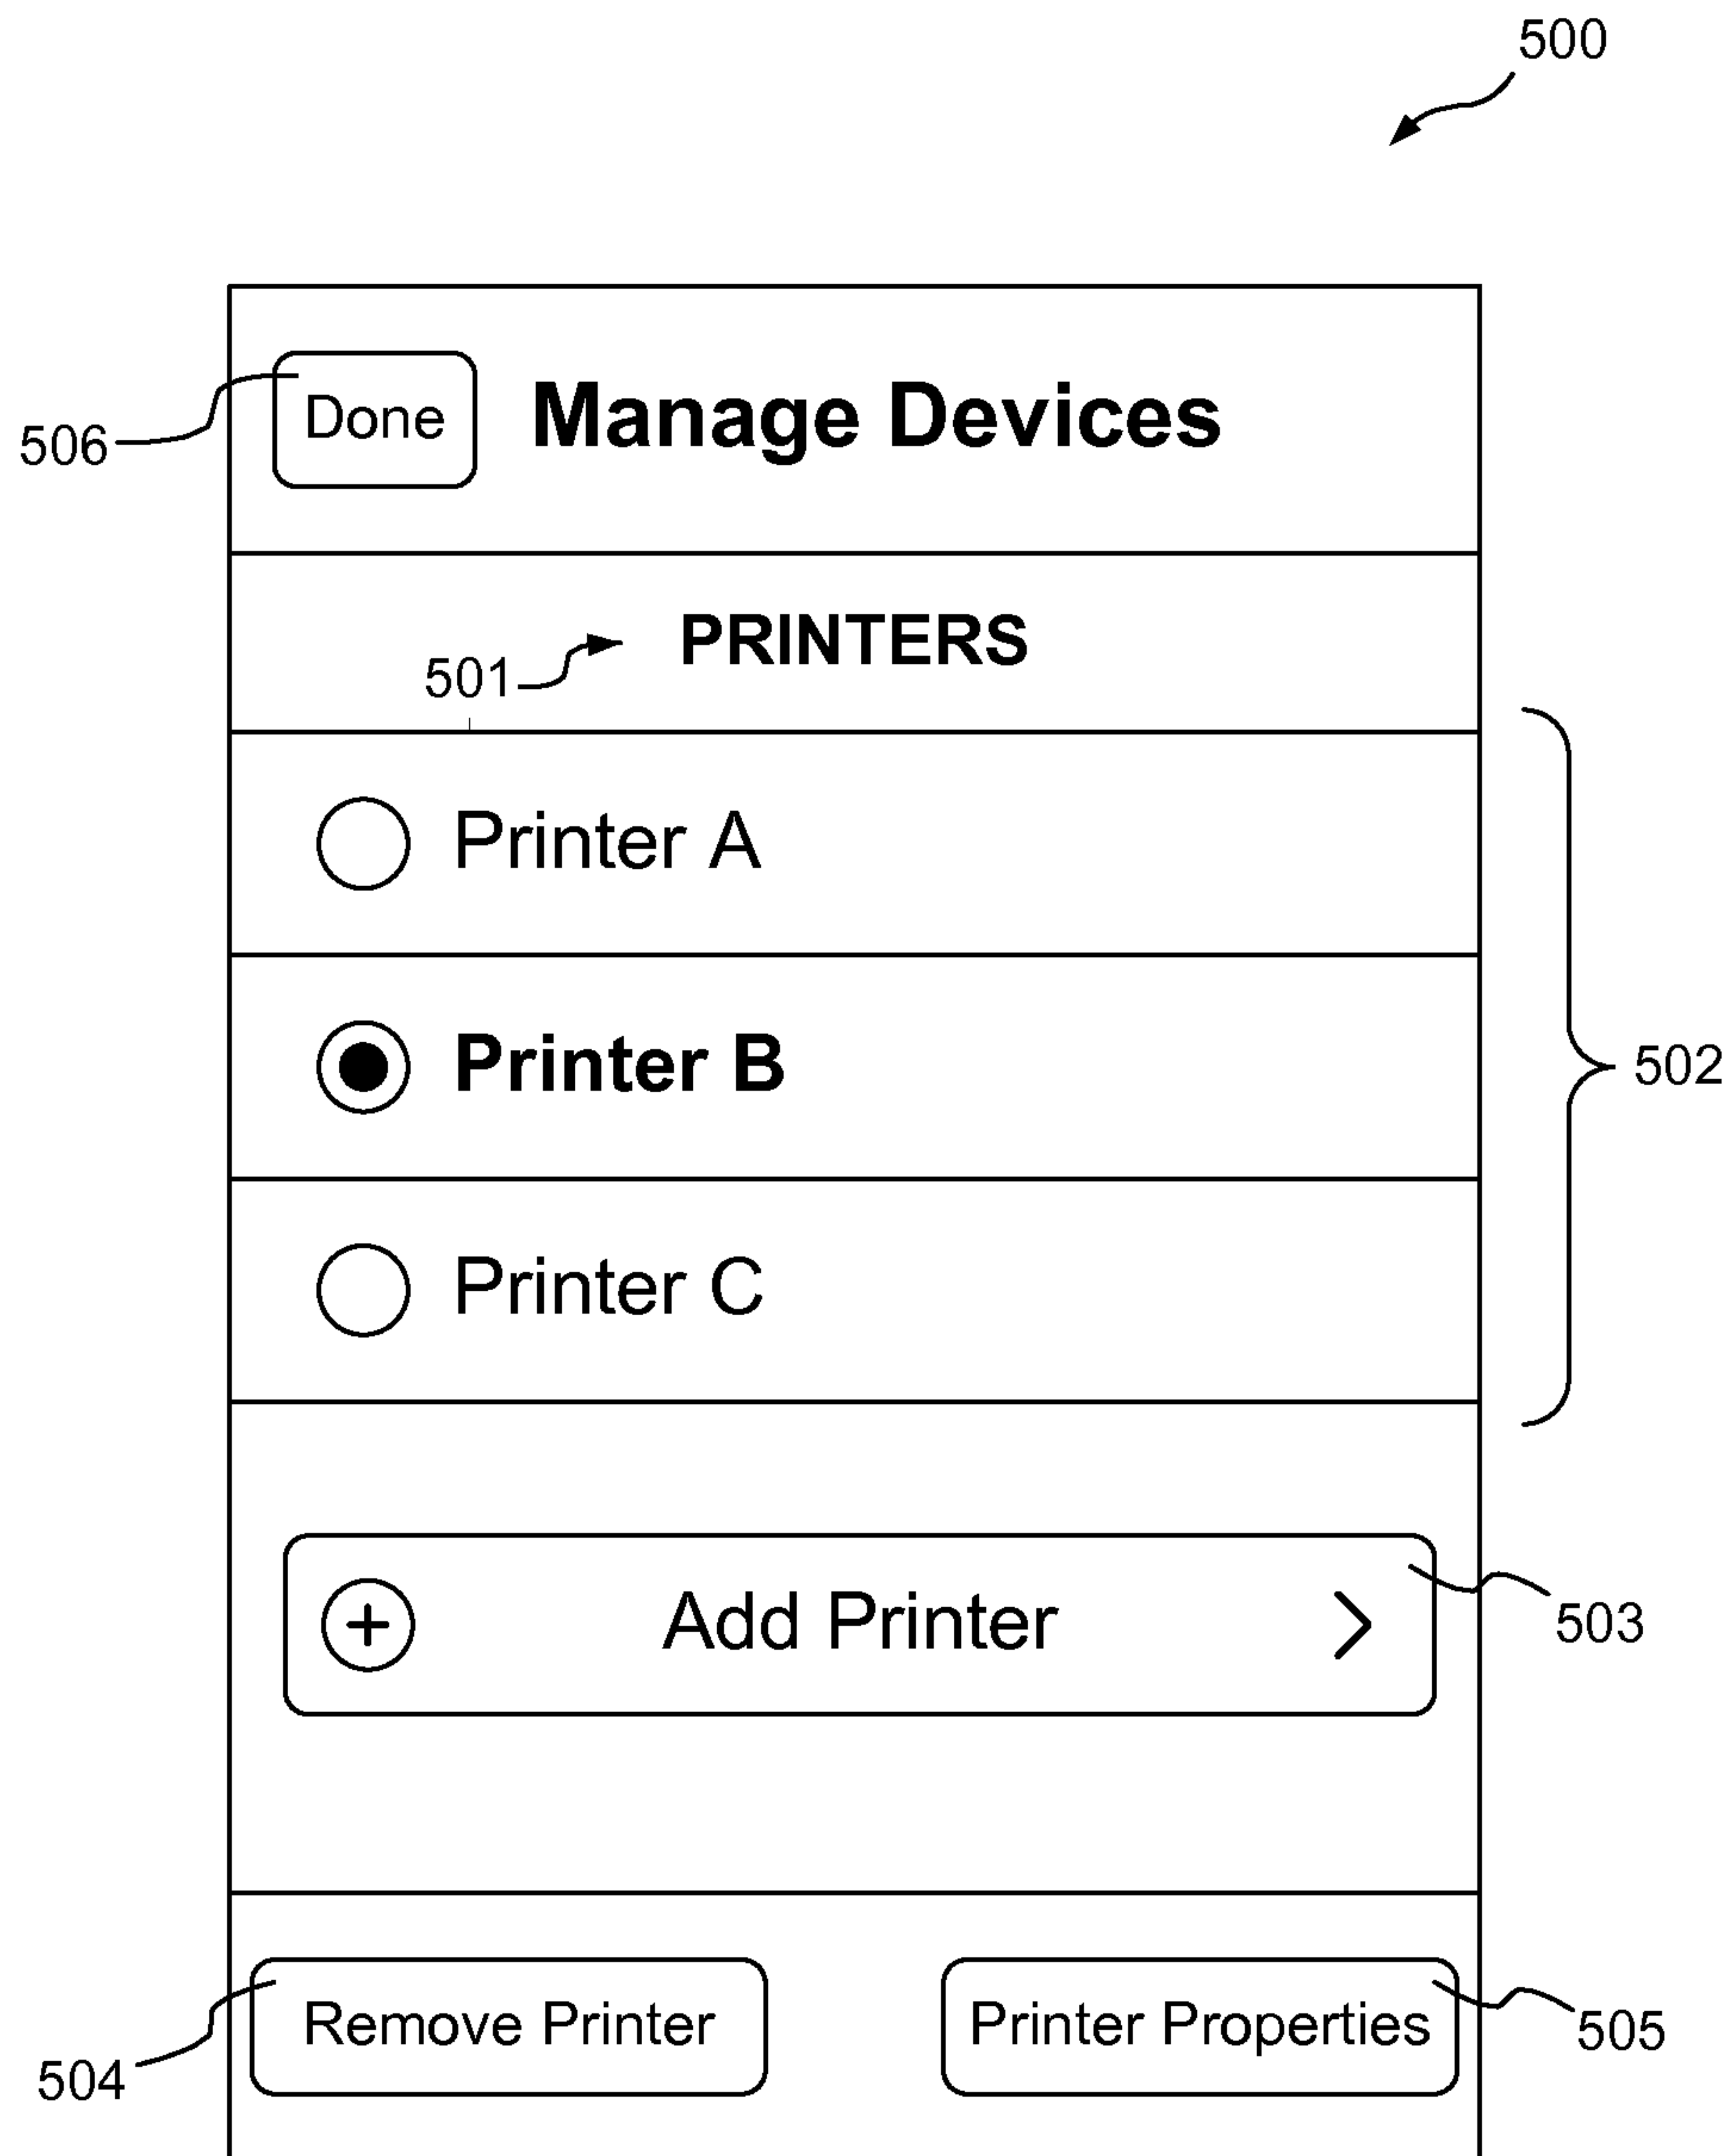 500
506
Done
Manage Devices
501
PRINTERS
Printer A
Printer B
502
Printer C
Add Printer
503
Remove Printer
Printer Properties
504
505